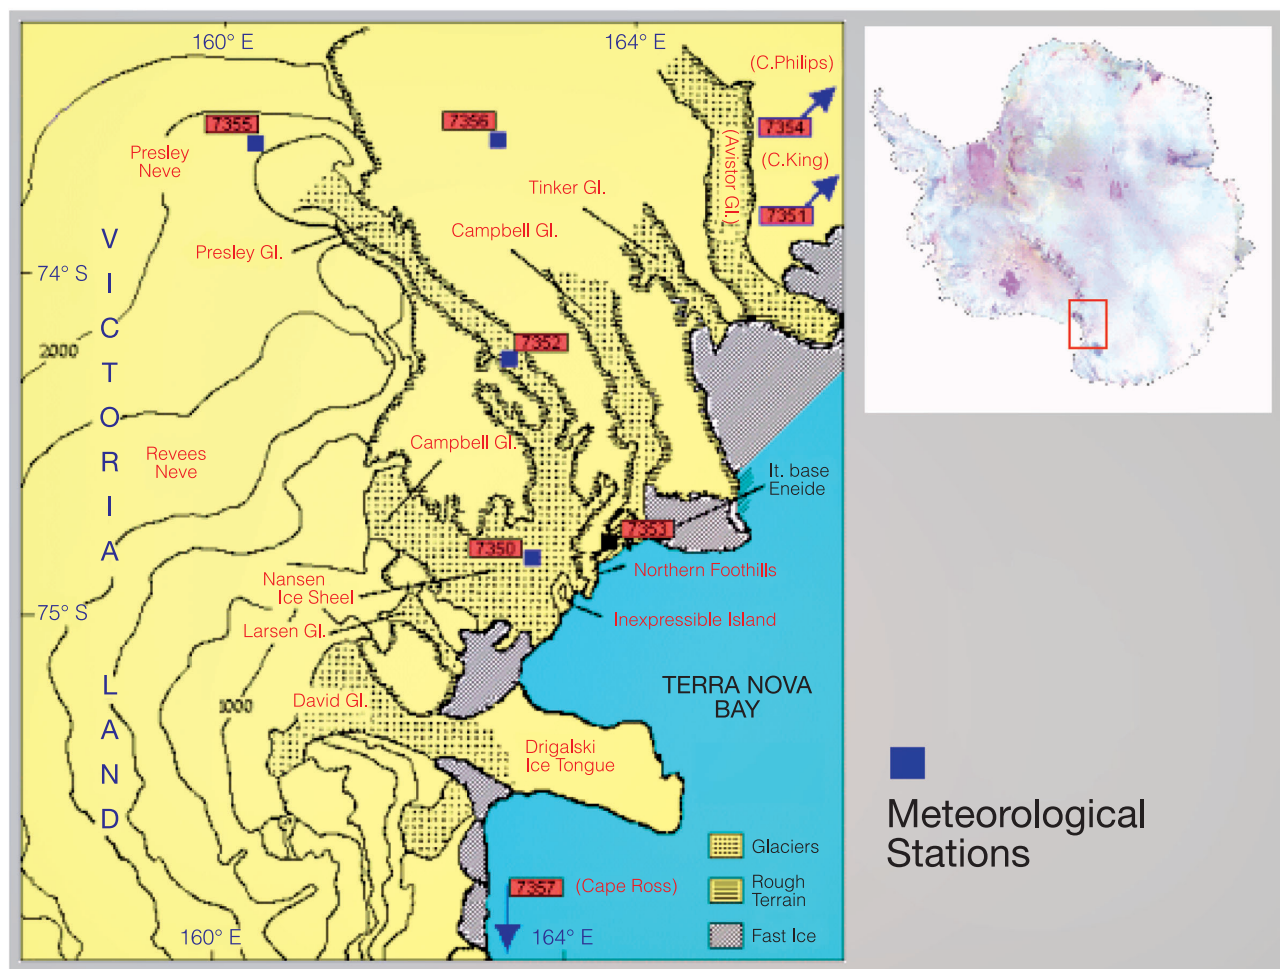 160° E
164° E
(C.Philips)
7355
7356
7354
Presley
Neve
(C.King)
(Avistor Gl.)
Tinker Gl.
7351
Campbell Gl.
Presley Gl.
74° S
2000
7352
VICTORIA LAND
Campbell Gl.
Revees
Neve
It. base
Eneide
7353
7350
Northern Foothills
Nansen
Ice Sheel
75° S
Inexpressible Island
Larsen Gl.
TERRA NOVA
BAY
David Gl.
1000
Drigalski
Ice Tongue
Glaciers
Rough
Terrain
7357
(Cape Ross)
Fast Ice
160° E
164° E
Meteorological
Stations